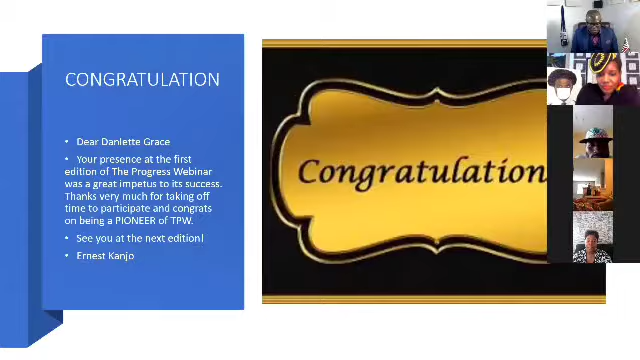 CONGRATULATION
• Dear Danlette Grace
• Your presence at the first
edition of The Progress Webinar
was a great impetus to its success.
Thanks very much for taking off
time to participate and congrats
on being a PIONEER of TPW.
• See you at the next edition!
• Ernest Kanjo
Congratulation